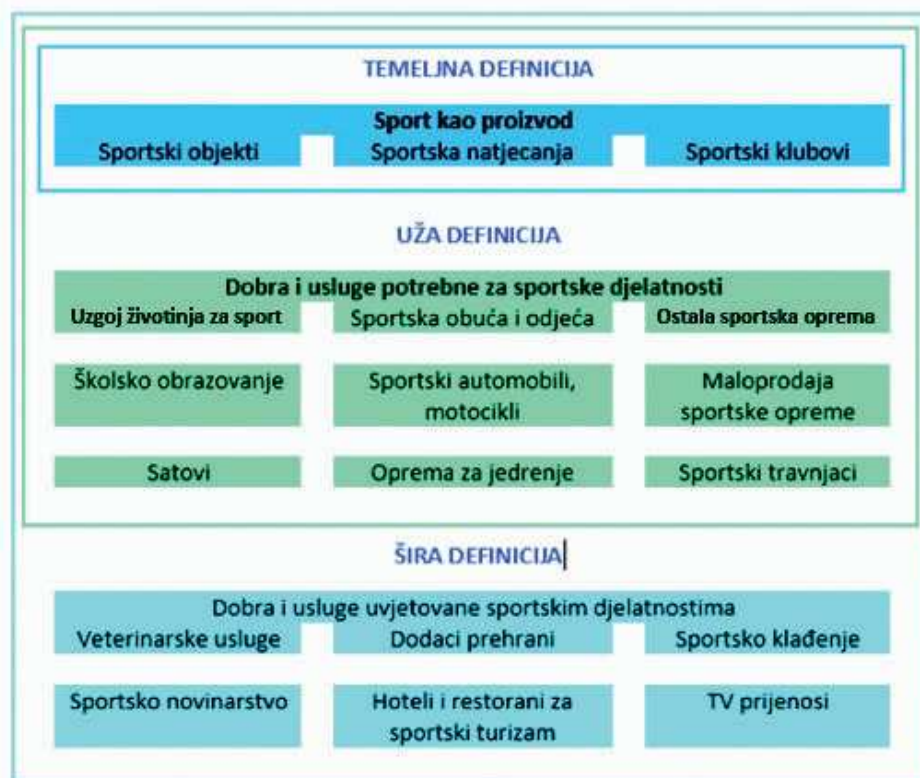 TEMELJNA DEFINICIJA
Sport kao proizvod
Sportski objekti
Sportska natjecanja
Sportski klubovi
UŽA DEFINICIJA
Dobra i usluge potrebne za sportske djelatnosti
Uzgoj životinja za sport
Sportska obuća i odjeća
Ostala sportska oprema
Školsko obrazovanje
Sportski automobili,
motocikli
Maloprodaja
sportske opreme
Satovi
Oprema za jedrenje
Sportski travnjaci
ŠIRA DEFINICIJA
Dobra i usluge uvjetovane sportskim djelatnostima
Veterinarske usluge
Dodaci prehrani
Sportsko klađenje
Sportsko novinarstvo
Hoteli i restorani za
sportski turizam
TV prijenosi